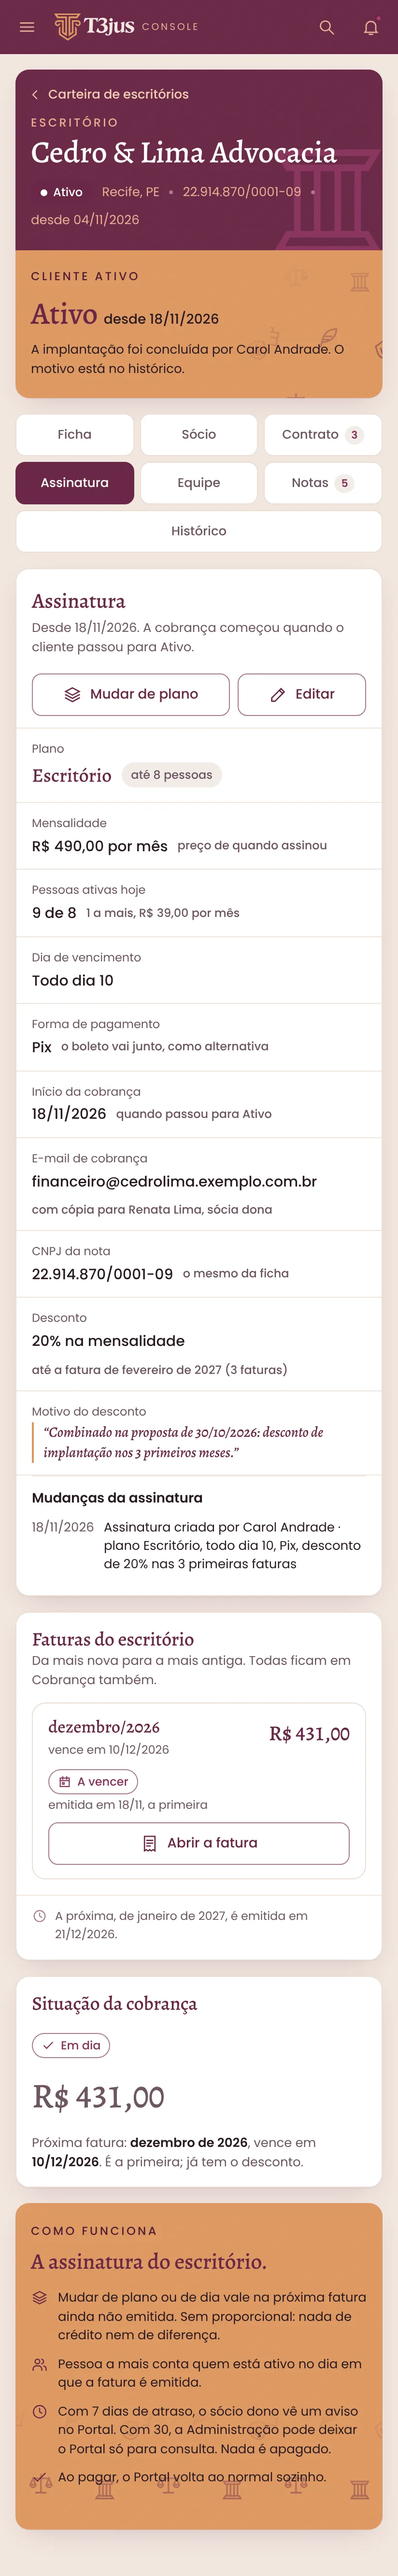 T3jus CONSOLE
Carteira de escritórios
ESCRITÓRIO
Cedro & Lima Advocacia
Ativo Recife, PE • 22.914.870/0001-09 •
desde 04/11/2026
CLIENTE ATIVO
Ativo desde 18/11/2026
A implantação foi concluída por Carol Andrade. O
motivo está no histórico.
Ficha Sócio Contrato 3
Assinatura Equipe Notas 5
Histórico
Assinatura
Desde 18/11/2026. A cobrança começou quando o
cliente passou para Ativo.
Mudar de plano Editar
Plano
Escritório até 8 pessoas
Mensalidade
R$ 490,00 por mês preço de quando assinou
Pessoas ativas hoje
9 de 8 1 a mais, R$ 39,00 por mês
Dia de vencimento
Todo dia 10
Forma de pagamento
Pix o boleto vai junto, como alternativa
Início da cobrança
18/11/2026 quando passou para Ativo
E-mail de cobrança
financeiro@cedrolima.exemplo.com.br
com cópia para Renata Lima, sócia dona
CNPJ da nota
22.914.870/0001-09 o mesmo da ficha
Desconto
20% na mensalidade
até a fatura de fevereiro de 2027 (3 faturas)
Motivo do desconto
“Combinado na proposta de 30/10/2026: desconto de
implantação nos 3 primeiros meses.”
Mudanças da assinatura
18/11/2026 Assinatura criada por Carol Andrade ·
plano Escritório, todo dia 10, Pix, desconto
de 20% nas 3 primeiras faturas
Faturas do escritório
Da mais nova para a mais antiga. Todas ficam em
Cobrança também.
dezembro/2026 R$ 431,00
vence em 10/12/2026
A vencer
emitida em 18/11, a primeira
Abrir a fatura
A próxima, de janeiro de 2027, é emitida em
21/12/2026.
Situação da cobrança
Em dia
R$ 431,00
Próxima fatura: dezembro de 2026, vence em
10/12/2026. É a primeira; já tem o desconto.
COMO FUNCIONA
A assinatura do escritório.
Mudar de plano ou de dia vale na próxima fatura
ainda não emitida. Sem proporcional: nada de
crédito nem de diferença.
Pessoa a mais conta quem está ativo no dia em
que a fatura é emitida.
Com 7 dias de atraso, o sócio dono vê um aviso
no Portal. Com 30, a Administração pode deixar
o Portal só para consulta. Nada é apagado.
Ao pagar, o Portal volta ao normal sozinho.